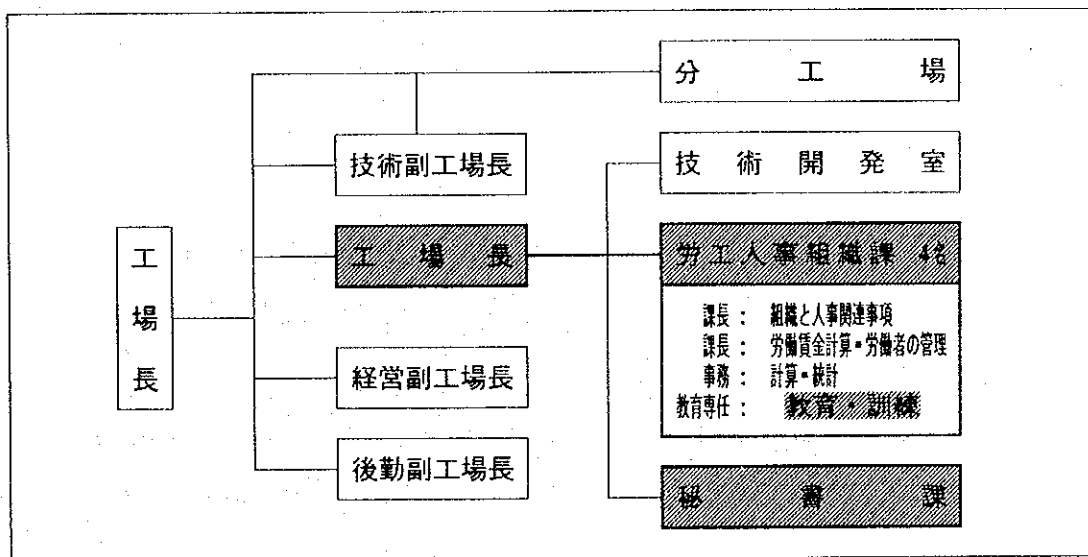 工場長
技術副工場長
工場長
経営副工場長
後勤副工場長
分工場
技術開発室
労工人事組織課 4名
課長： 組織と人事関連事項
課長： 労働賃金計算・労働者の管理
事務： 計算・統計
教育専任： 教育・訓練
秘書課